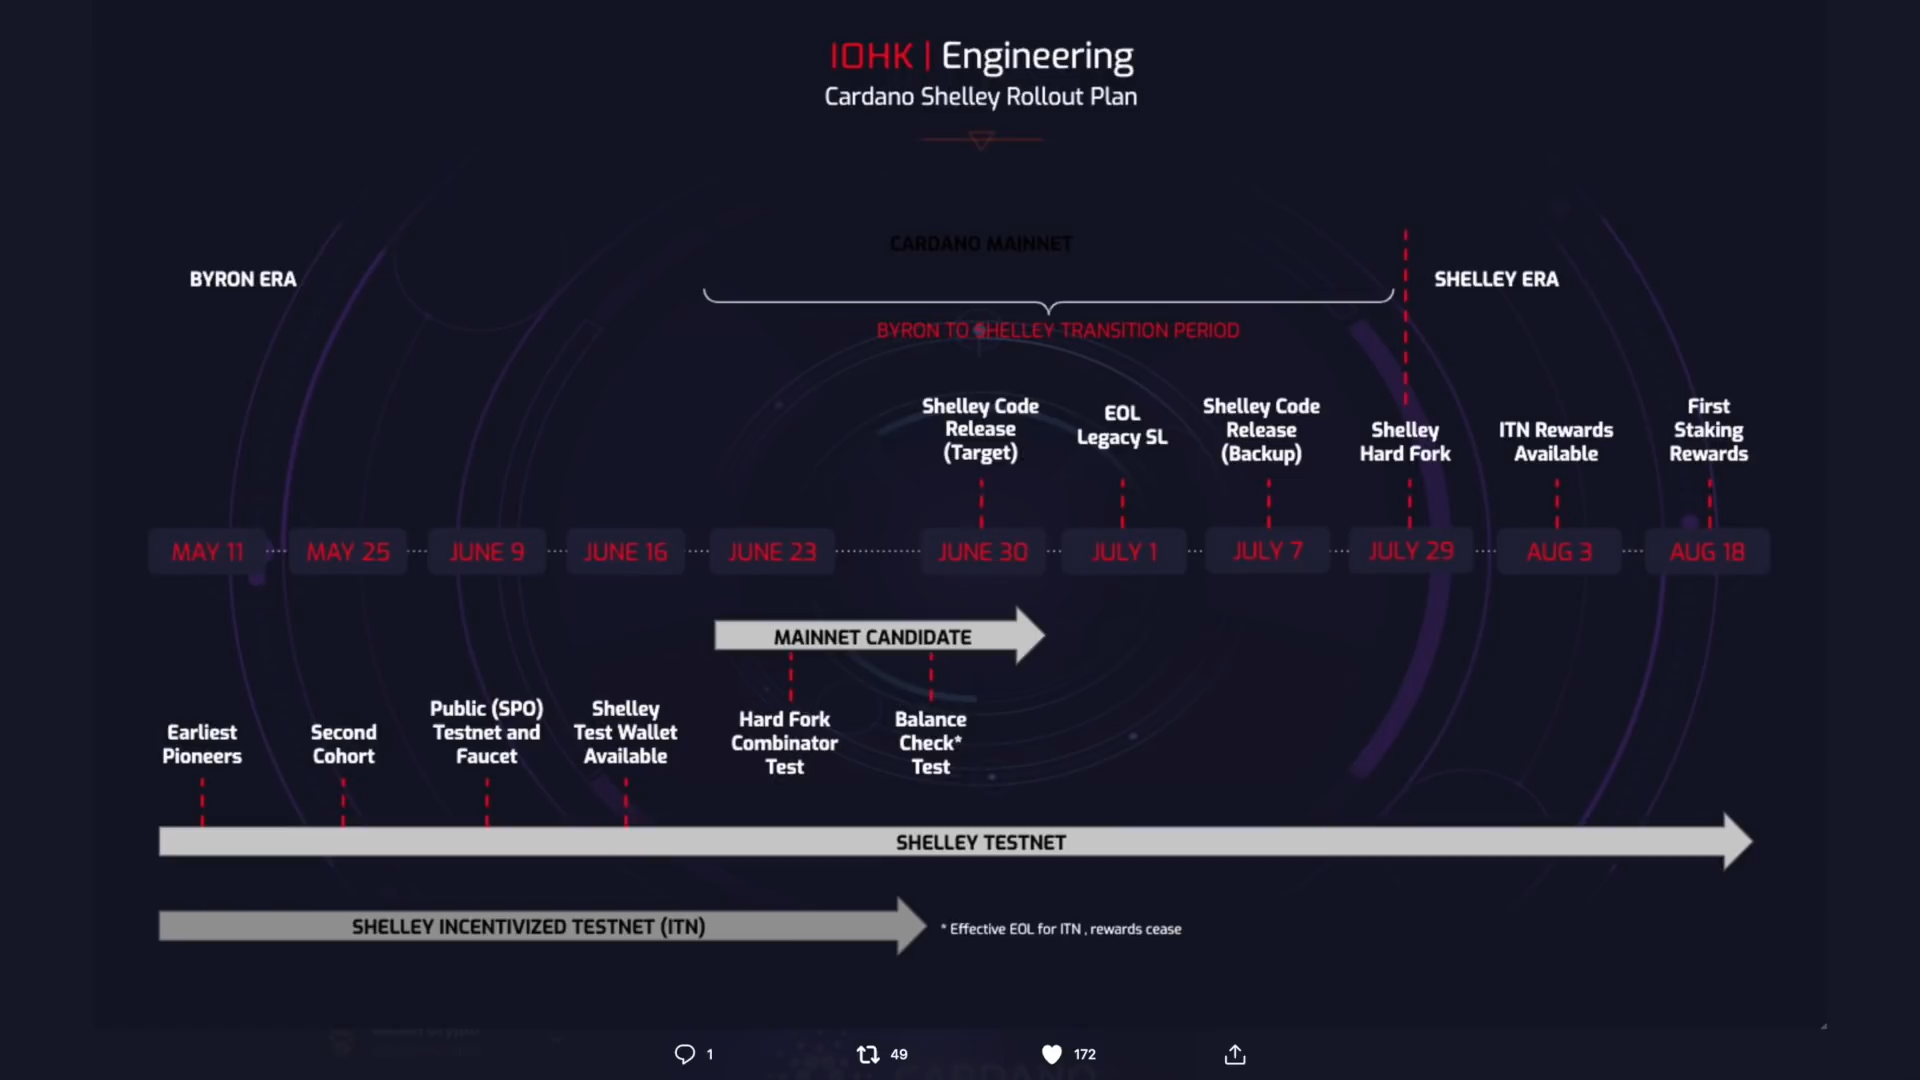 IOHK | Engineering
Cardano Shelley Rollout Plan
CARDANO MAINNET
BYRON ERA
SHELLEY ERA
BYRON TO SHELLEY TRANSITION PERIOD
Shelley Code
Release
(Target)
EOL
Legacy SL
Shelley Code
Release
(Backup)
Shelley
Hard Fork
ITN Rewards
Available
First
Staking
Rewards
MAY 11
MAY 25
JUNE 9
JUNE 16
JUNE 23
JUNE 30
JULY 1
JULY 7
JULY 29
AUG 3
AUG 18
MAINNET CANDIDATE
Earliest
Pioneers
Second
Cohort
Public (SPO)
Testnet and
Faucet
Shelley
Test Wallet
Available
Hard Fork
Combinator
Test
Balance
Check*
Test
SHELLEY TESTNET
SHELLEY INCENTIVIZED TESTNET (ITN)
* Effective EOL for ITN , rewards cease
1
49
172
CARDANO